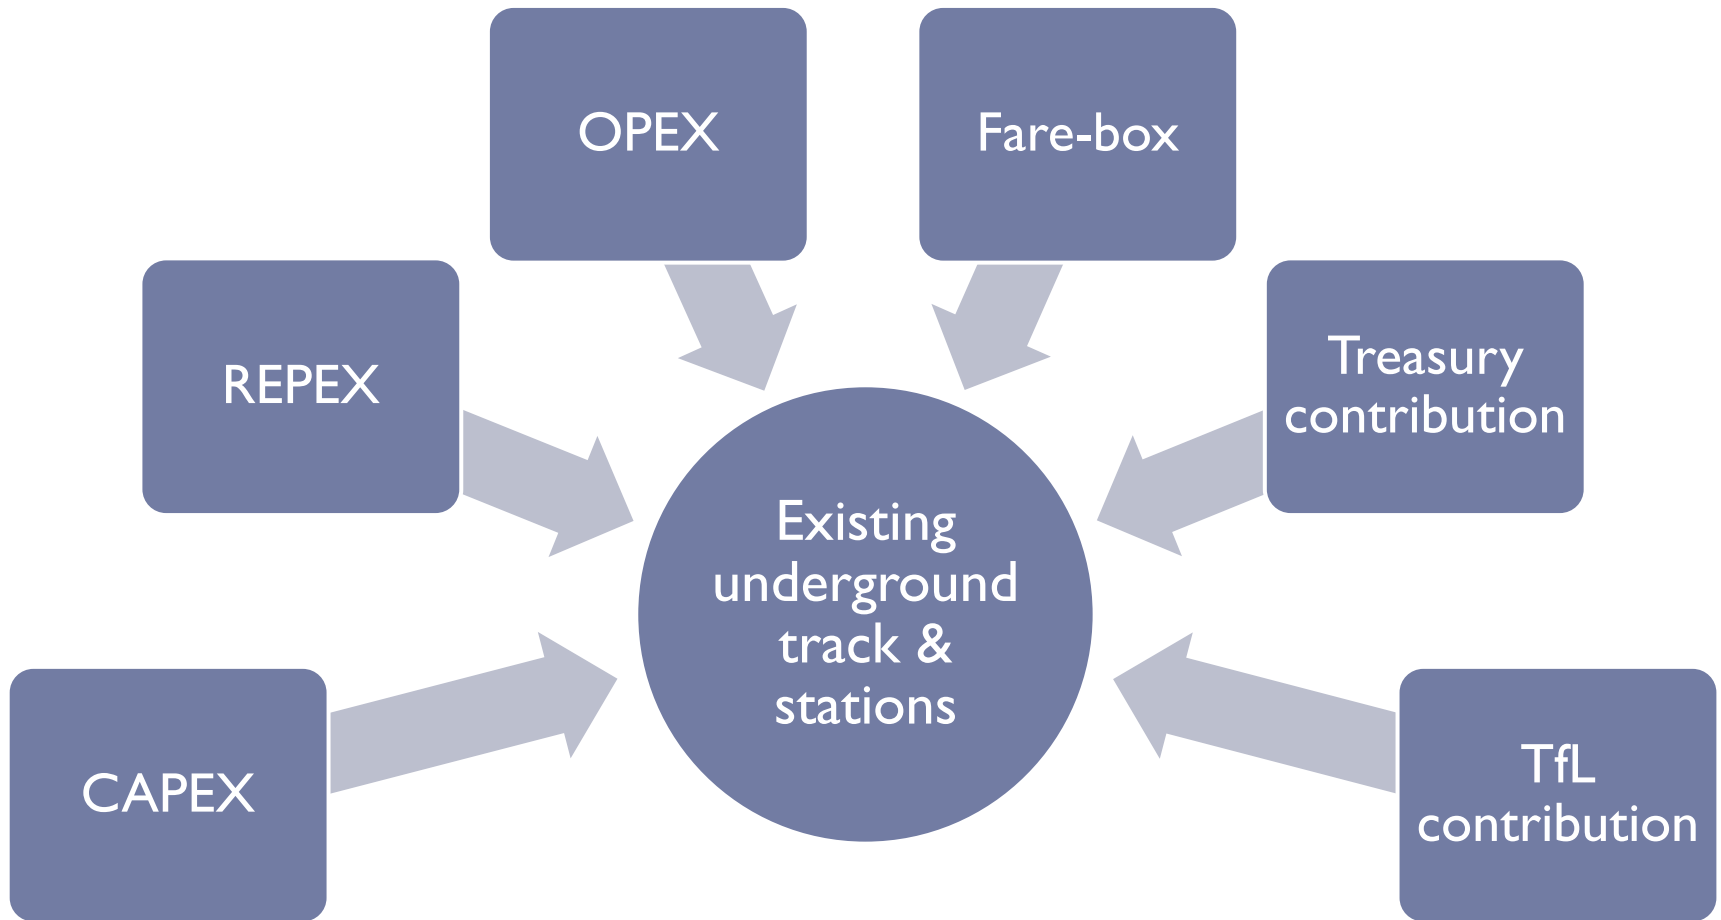 OPEX
Fare-box
REPEX
Treasury
contribution
Existing
underground
track &
stations
CAPEX
TfL
contribution